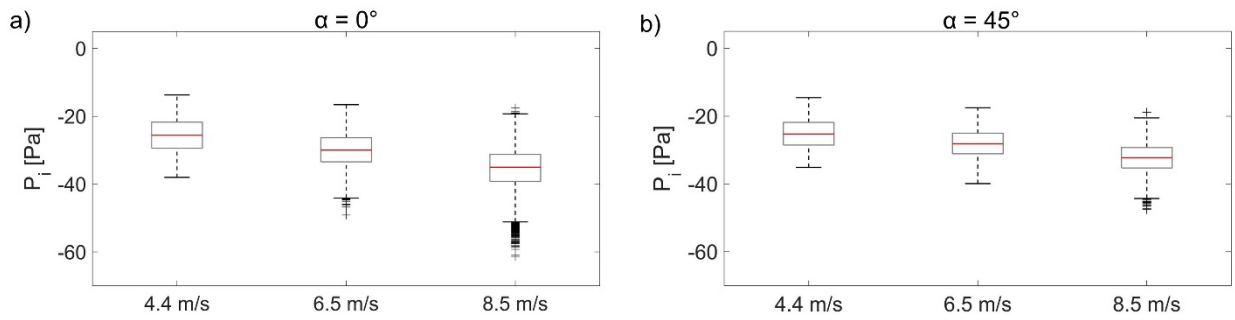 a)
α = 0°
0
-20
-40
-60
P_i [Pa]
4.4 m/s
6.5 m/s
8.5 m/s
b)
α = 45°
0
-20
-40
-60
P_i [Pa]
4.4 m/s
6.5 m/s
8.5 m/s